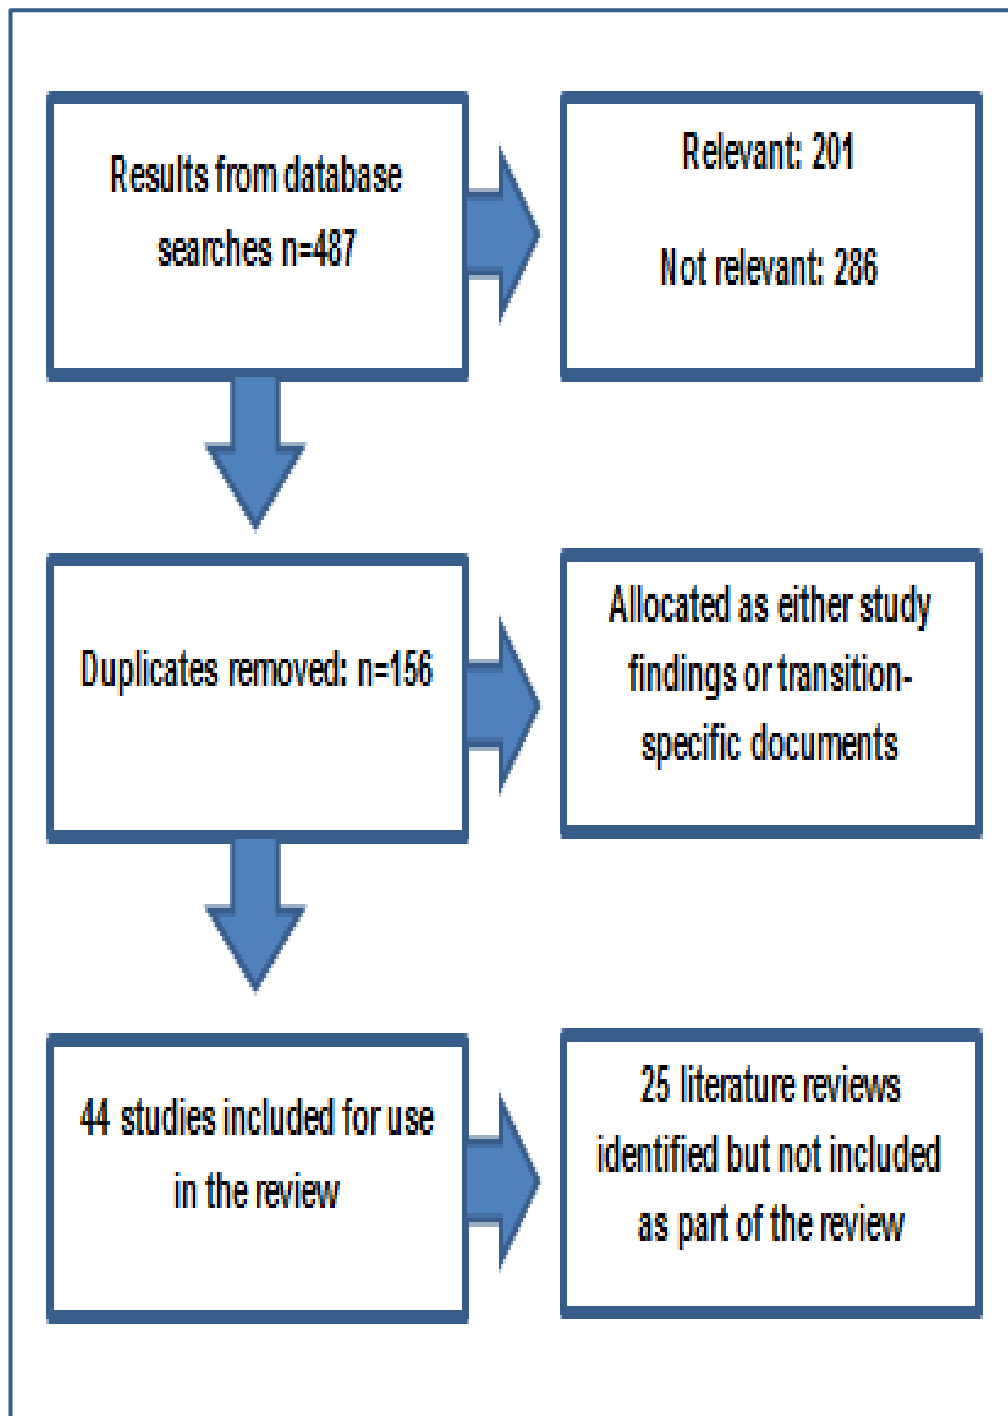 Results from database
searches n=487
Relevant: 201
Not relevant: 286
Duplicates removed: n=156
Allocated as either study
findings or transition-
specific documents
44 studies included for use
in the review
25 literature reviews
identified but not included
as part of the review